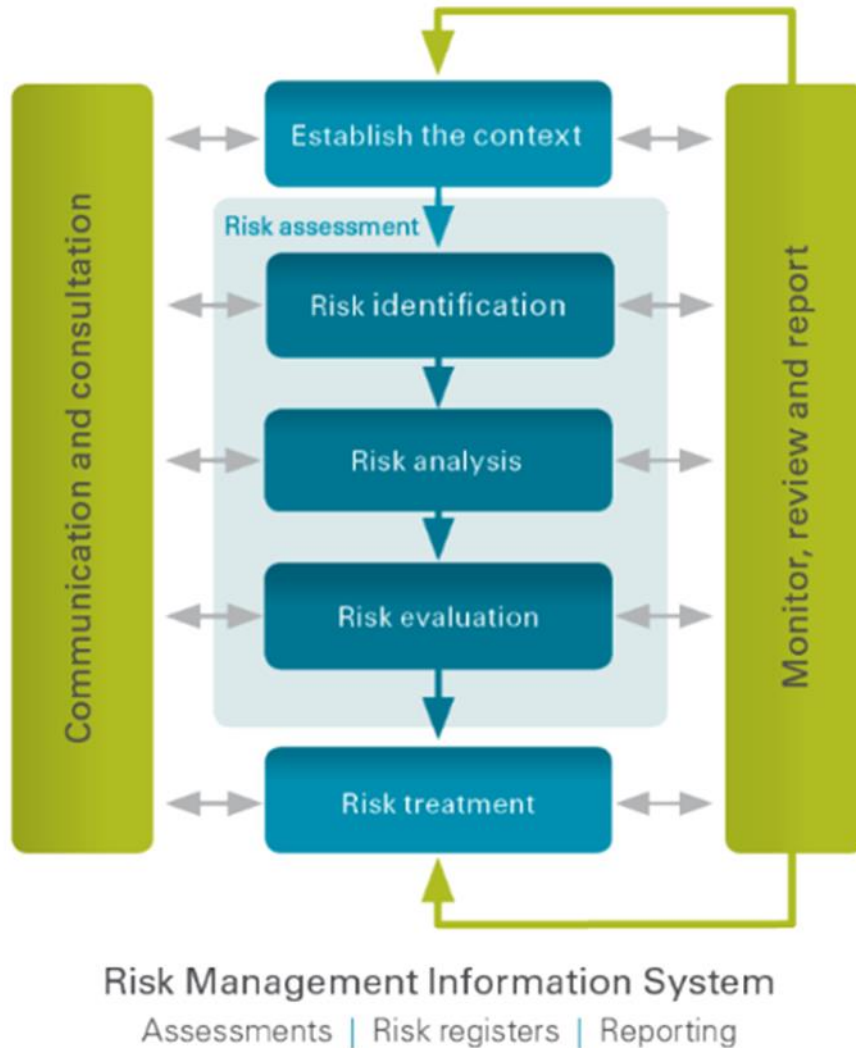 Establish the context
Risk assessment
Risk identification
Risk analysis
Risk evaluation
Risk treatment
Communication and consultation
Monitor, review and report
Risk Management Information System
Assessments | Risk registers | Reporting